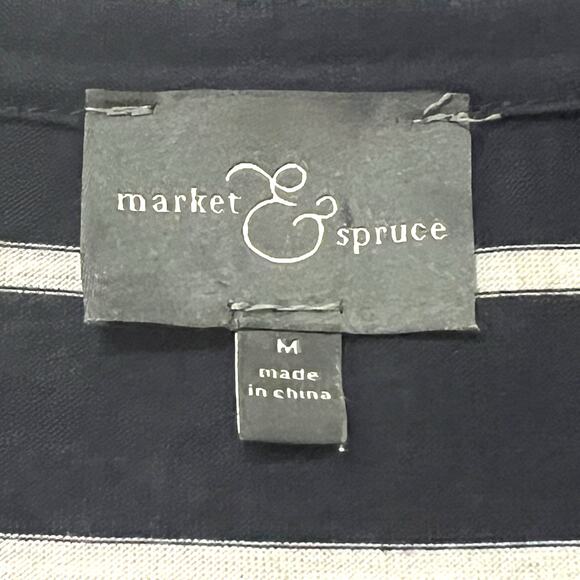 market & spruce
M
made
in china